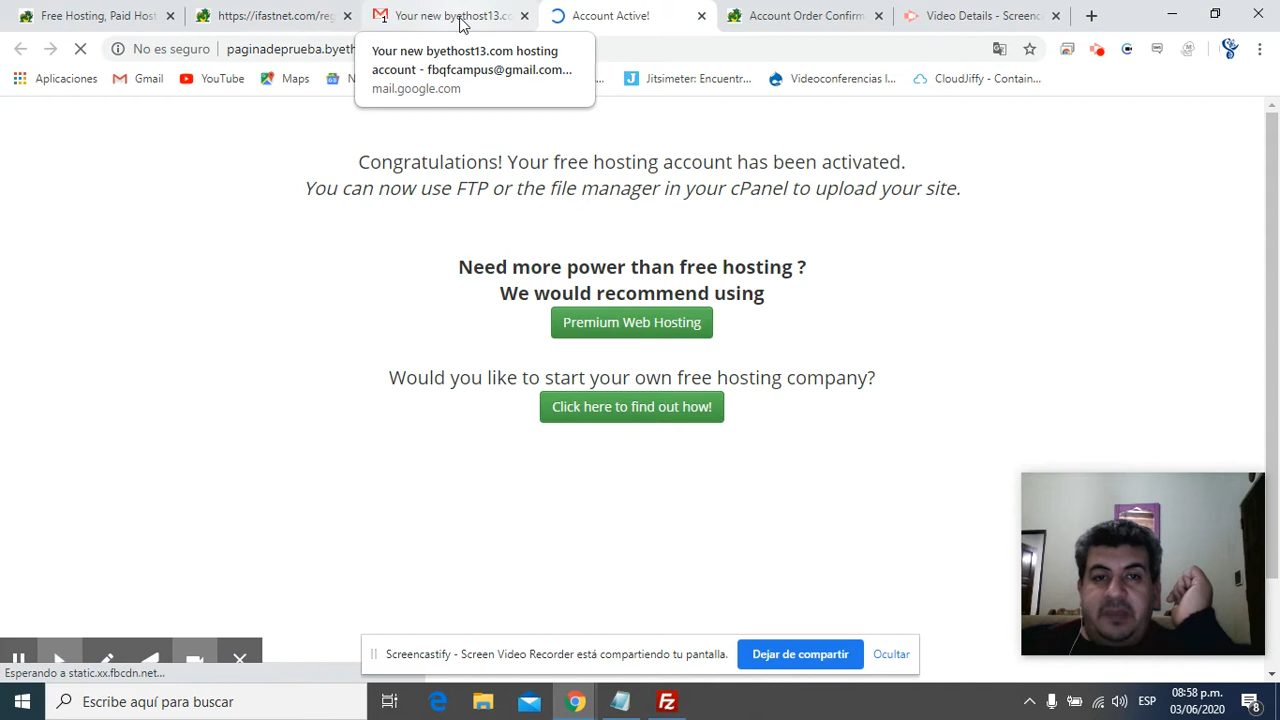 Free Hosting, Paid Host
https://ifastnet.com/re
Your new byethost13.c
Account Active!
Account Order Confirm
Video Details - Screenc
No es seguro
paginadeprueba.byeth
Your new byethost13.com hosting
account - fbqfcampus@gmail.com...
mail.google.com
Aplicaciones
Gmail
YouTube
Maps
N
Jitsimeter: Encuentr...
Videoconferencias (...
CloudJiffy - Contain...
Congratulations! Your free hosting account has been activated.
You can now use FTP or the file manager in your cPanel to upload your site.
Need more power than free hosting ?
We would recommend using
Premium Web Hosting
Would you like to start your own free hosting company?
Click here to find out how!
Screencastify - Screen Video Recorder está compartiendo tu pantalla.
Dejar de compartir
Ocultar
Esperando a static.xx.fbcdn.net...
Escribe aquí para buscar
ESP
08:58 p.m.
03/06/2020
8